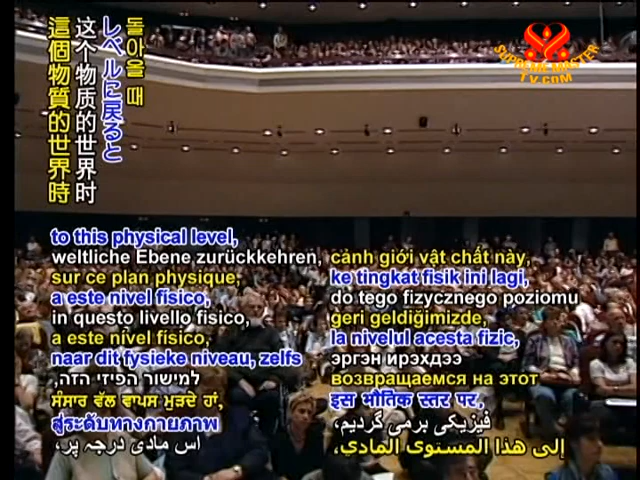 돌아올 때
レベルに戻ると
这个物质的世界时
這個物質的世界時
SUPREME MASTER
TV.COM
to this physical level,
weltliche Ebene zurückkehren,
sur ce plan physique,
a este nivel físico,
in questo livello fisico,
a este nível físico,
naar dit fysieke niveau, zelfs
למישור הפיזי הזה,
ਸੰਸਾਰ ਵੱਲ ਵਾਪਸ ਮੁੜਦੇ ਹਾਂ,
สู่ระดับทางกายภาพ
اس مادی درجہ پر،
cảnh giới vật chất này,
ke tingkat fisik ini lagi,
do tego fizycznego poziomu
geri geldiğimizde,
la nivelul acesta fizic,
эргэн ирэхдээ
возвращаемся на этот
इस भौतिक स्तर पर,
فیزیکی برمی گردیم،
إلى هذا المستوى المادي،